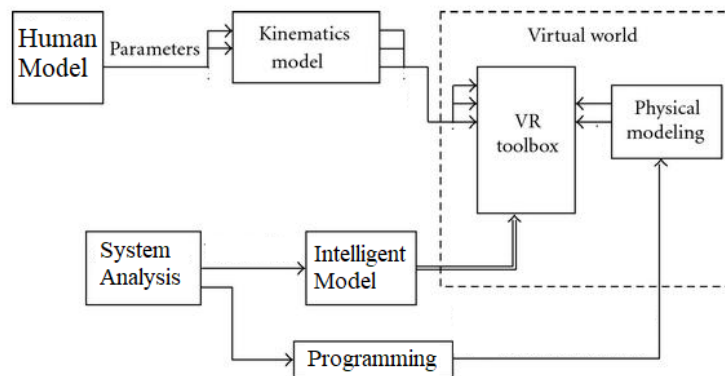 Human
Model
Parameters
Kinematics
model
Virtual world
VR
toolbox
Physical
modeling
System
Analysis
Intelligent
Model
Programming